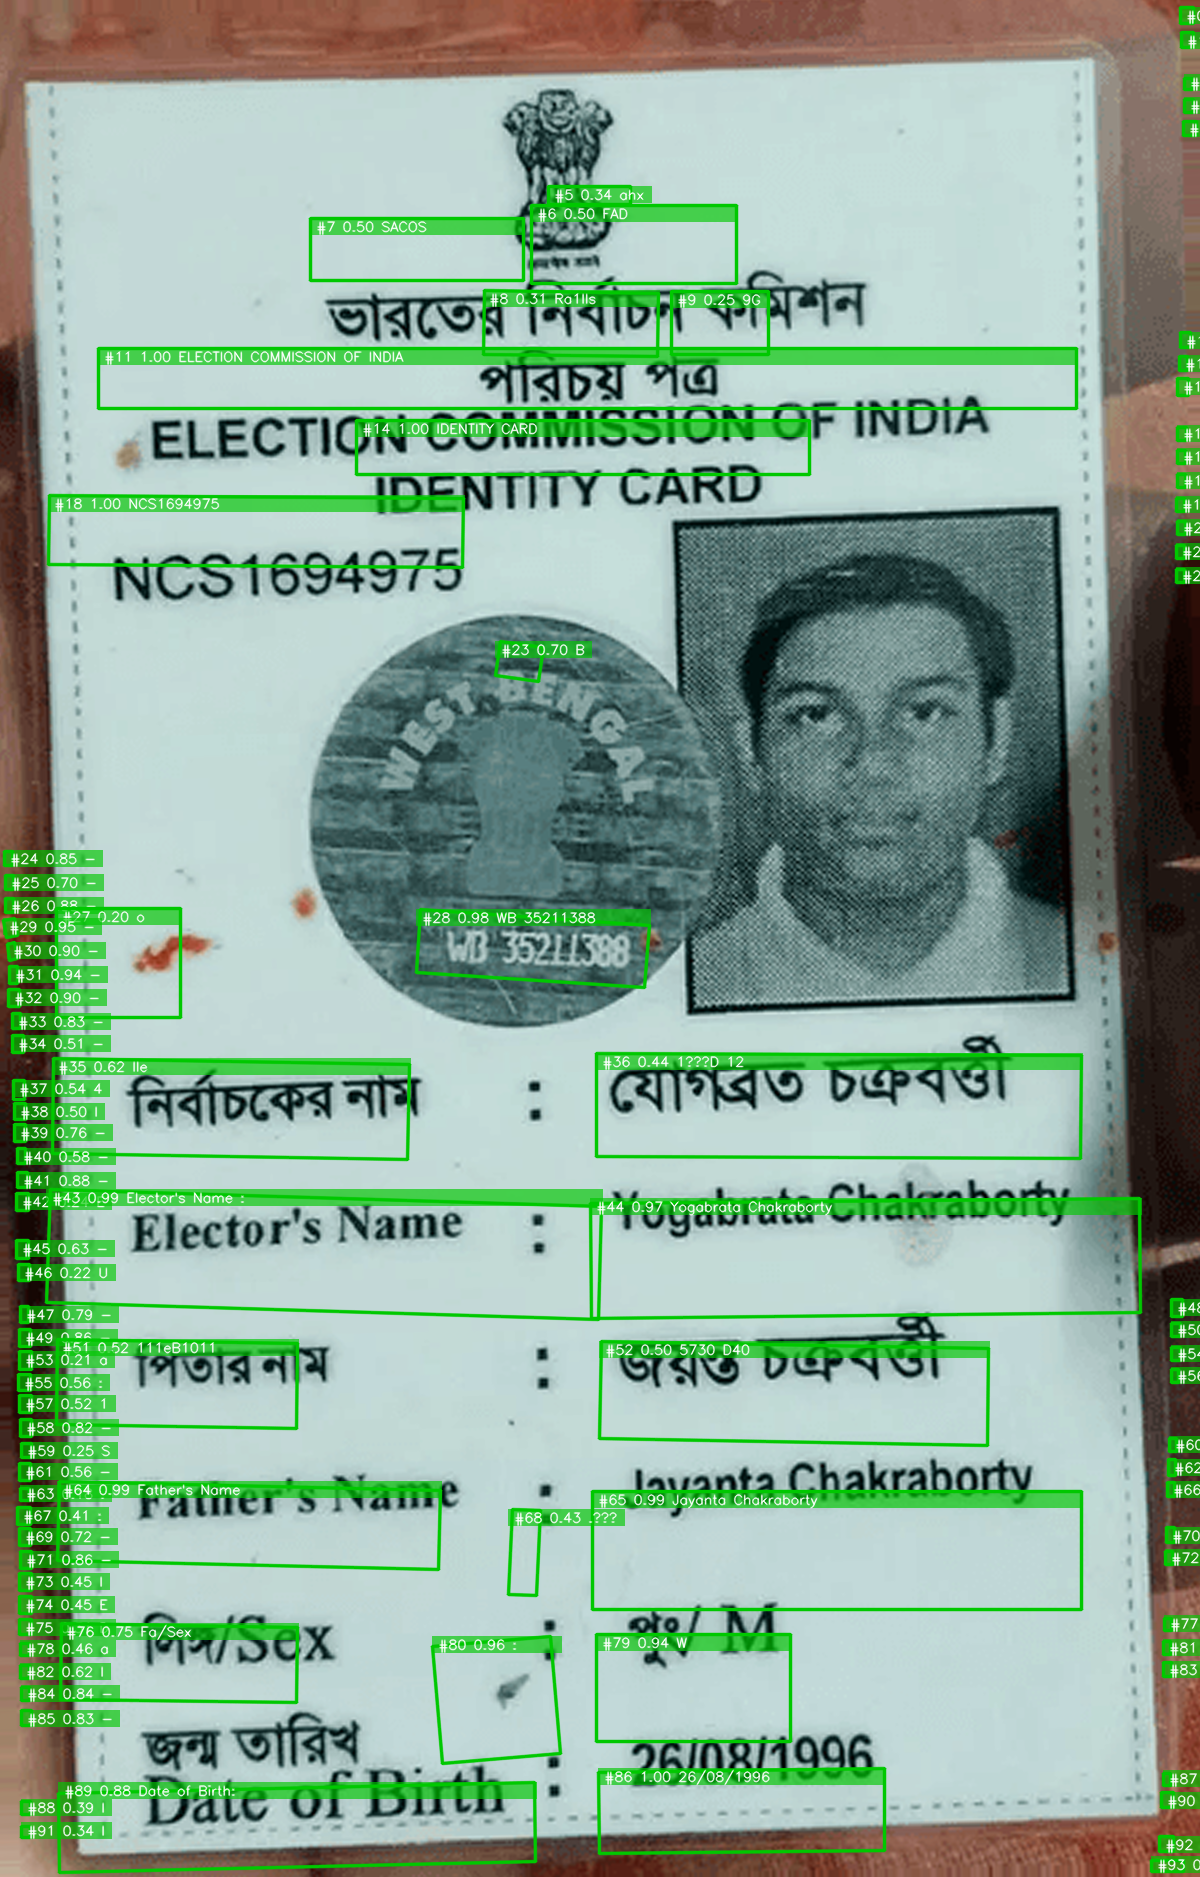 ভারতের নির্বাচন কমিশন
পরিচয় পত্র
ELECTION COMMISSION OF INDIA
IDENTITY CARD
NCS1694975
WEST BENGAL
WB 35211388
নির্বাচকের নাম : যোগব্রত চক্রবর্ত্তী
Elector's Name : Yogabrata Chakraborty
পিতার নাম : জয়ন্ত চক্রবর্ত্তী
Father's Name : Jayanta Chakraborty
লিঙ্গ/Sex : পুং/ M
জন্ম তারিখ
Date of Birth : 26/08/1996
#5 0.34 ahx
#6 0.50 FAD
#7 0.50 SACOS
#8 0.31 Ra1lls
#9 0.25 9G
#11 1.00 ELECTION COMMISSION OF INDIA
#14 1.00 IDENTITY CARD
#18 1.00 NCS1694975
#23 0.70 B
#24 0.85 –
#25 0.70 –
#26 0.88 –
#27 0.20 o
#28 0.98 WB 35211388
#29 0.95 –
#30 0.90 –
#31 0.94 –
#32 0.90 –
#33 0.83 –
#34 0.51 –
#35 0.62 lle
#36 0.44 1???D 12
#37 0.54 4
#38 0.50 l
#39 0.76 –
#40 0.58 –
#41 0.88 –
#43 0.99 Elector's Name :
#44 0.97 Yogabrata Chakraborty
#45 0.63 –
#46 0.22 U
#47 0.79 –
#51 0.52 111eB1011
#52 0.50 5730 D40
#53 0.21 a
#55 0.56 :
#57 0.52 1
#58 0.82 –
#59 0.25 S
#61 0.56 –
#64 0.99 Father's Name
#65 0.99 Jayanta Chakraborty
#67 0.41 :
#68 0.43 .???
#69 0.72 –
#71 0.86 –
#73 0.45 l
#74 0.45 E
#76 0.75 Fa/Sex
#78 0.46 a
#79 0.94 W
#80 0.96 :
#82 0.62 l
#84 0.84 –
#85 0.83 –
#86 1.00 26/08/1996
#89 0.88 Date of Birth:
#88 0.39 l
#91 0.34 l